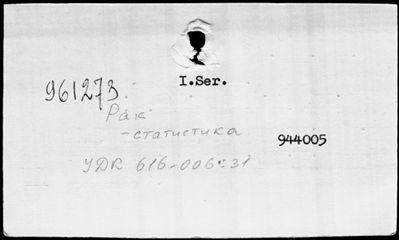 I.Ser.
961273
Рак
-статистика
944005
УДК 616-006:31